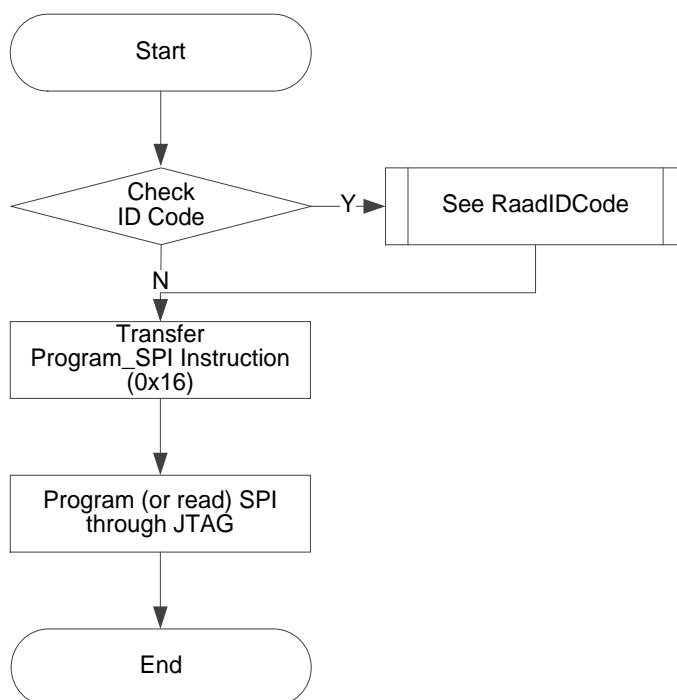 Start
Check
ID Code
Y
See RaadIDCode
N
Transfer
Program_SPI Instruction
(0x16)
Program (or read) SPI
through JTAG
End